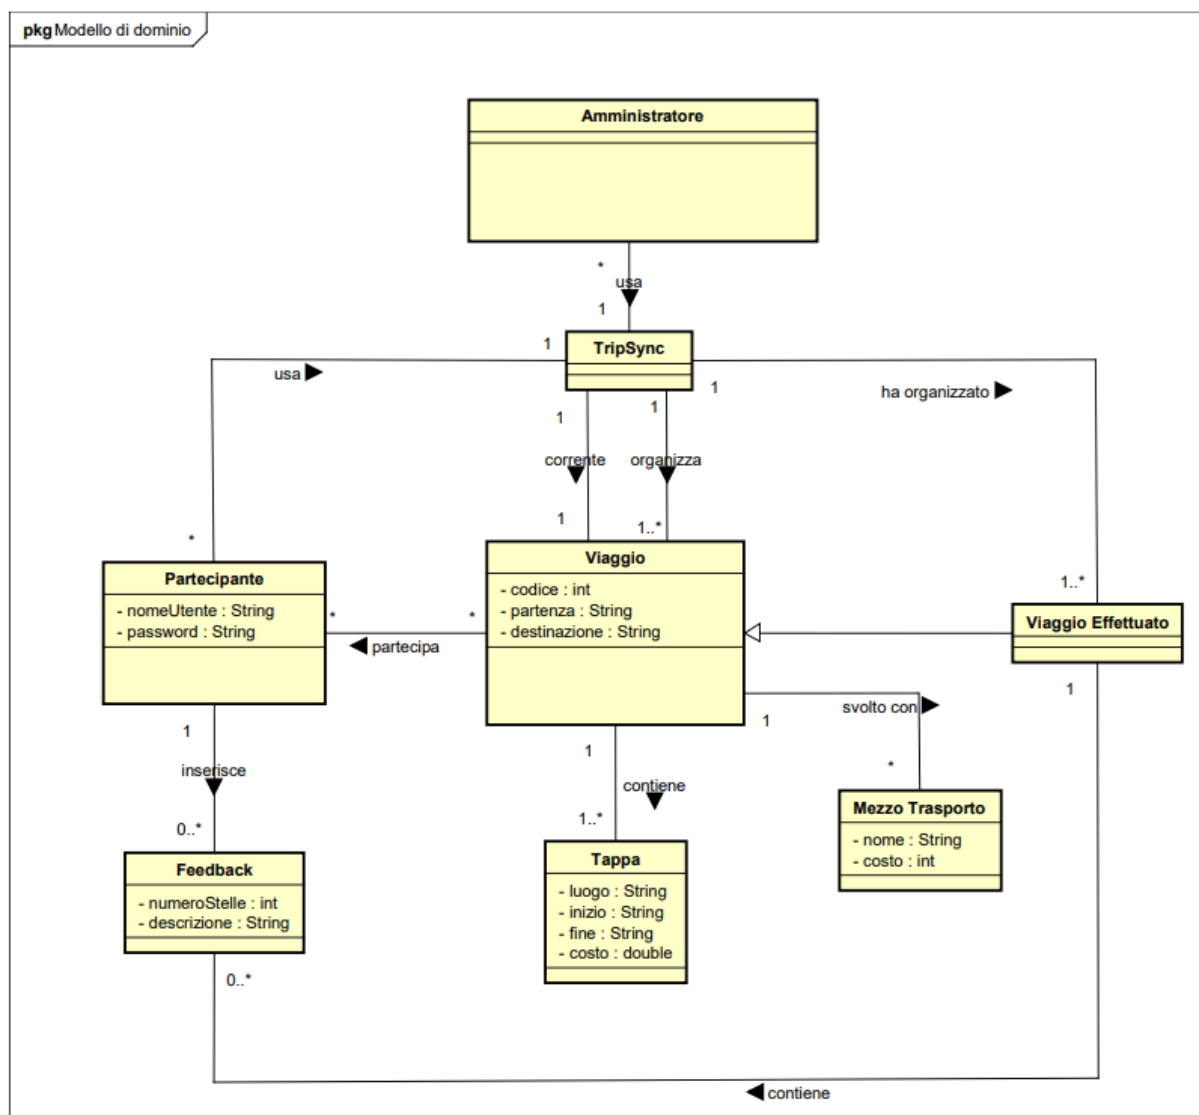 pkg Modello di dominio
Amministratore
*
usa
1
TripSync
1
usa
1
ha organizzato
1
1
corrente
organizza
1
1..*
*
1..*
Partecipante
- nomeUtente : String
- password : String
Viaggio
- codice : int
- partenza : String
- destinazione : String
Viaggio Effettuato
*
*
partecipa
1
1
svolto con
1
1
inserisce
contiene
*
0..*
1..*
Mezzo Trasporto
- nome : String
- costo : int
Feedback
- numeroStelle : int
- descrizione : String
Tappa
- luogo : String
- inizio : String
- fine : String
- costo : double
0..*
contiene